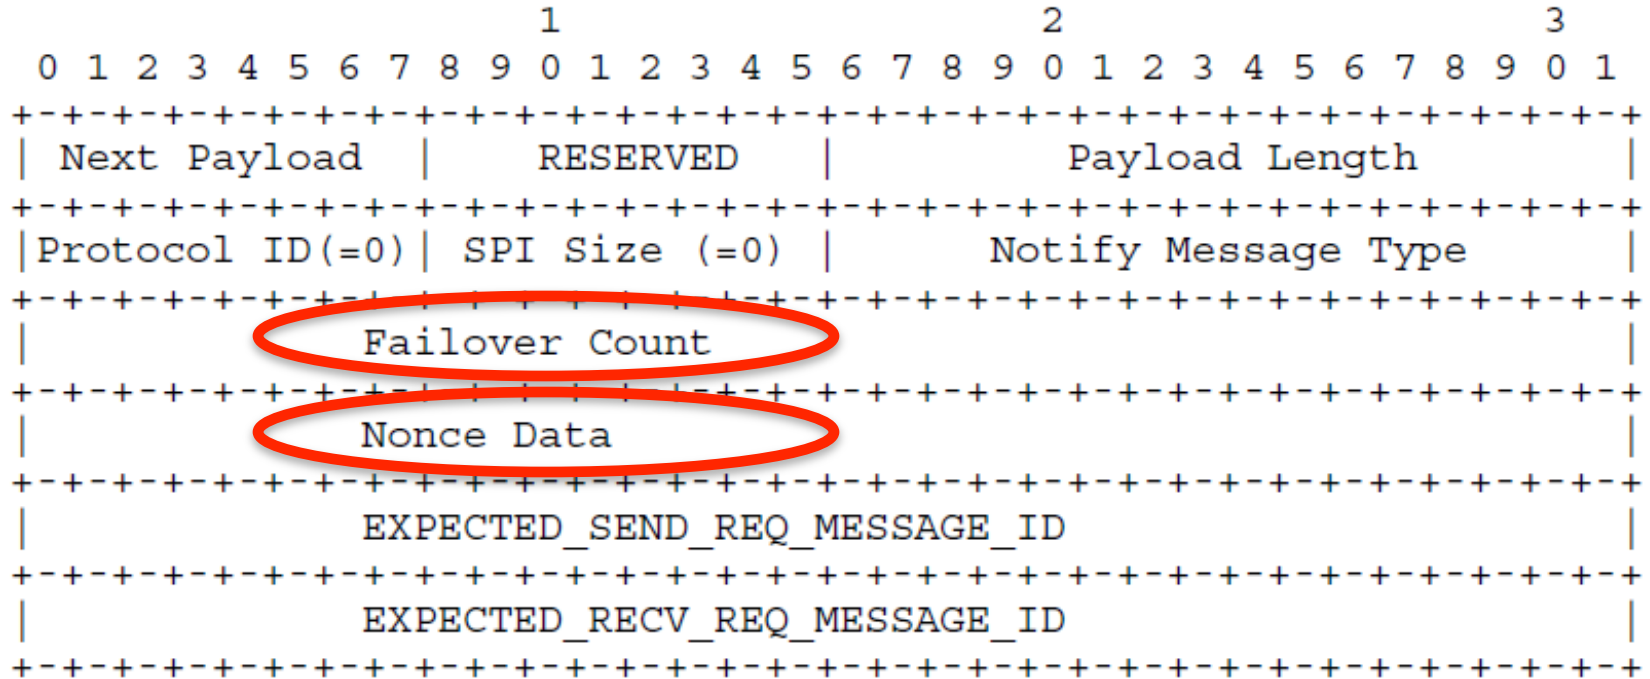 1                   2                   3
 0 1 2 3 4 5 6 7 8 9 0 1 2 3 4 5 6 7 8 9 0 1 2 3 4 5 6 7 8 9 0 1
+-+-+-+-+-+-+-+-+-+-+-+-+-+-+-+-+-+-+-+-+-+-+-+-+-+-+-+-+-+-+-+-+
| Next Payload  |   RESERVED    |         Payload Length        |
+-+-+-+-+-+-+-+-+-+-+-+-+-+-+-+-+-+-+-+-+-+-+-+-+-+-+-+-+-+-+-+-+
|Protocol ID(=0)| SPI Size (=0) |      Notify Message Type      |
+-+-+-+-+-+-+-+-+-+-+-+-+-+-+-+-+-+-+-+-+-+-+-+-+-+-+-+-+-+-+-+-+
|             Failover Count                                    |
+-+-+-+-+-+-+-+-+-+-+-+-+-+-+-+-+-+-+-+-+-+-+-+-+-+-+-+-+-+-+-+-+
|             Nonce Data                                        |
+-+-+-+-+-+-+-+-+-+-+-+-+-+-+-+-+-+-+-+-+-+-+-+-+-+-+-+-+-+-+-+-+
|             EXPECTED_SEND_REQ_MESSAGE_ID                      |
+-+-+-+-+-+-+-+-+-+-+-+-+-+-+-+-+-+-+-+-+-+-+-+-+-+-+-+-+-+-+-+-+
|             EXPECTED_RECV_REQ_MESSAGE_ID                      |
+-+-+-+-+-+-+-+-+-+-+-+-+-+-+-+-+-+-+-+-+-+-+-+-+-+-+-+-+-+-+-+-+